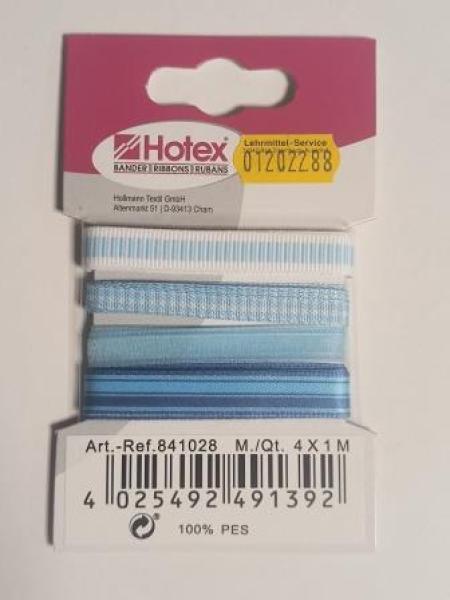 Hotex
BANDER RIBBONS RUBANS
Lehrmittel-Service
01202288
Hollmann Textil GmbH
Altenmarkt 51 | D-93413 Cham
Art.-Ref.841028 M./Qt. 4 X 1 M
4 025492 491392
100% PES